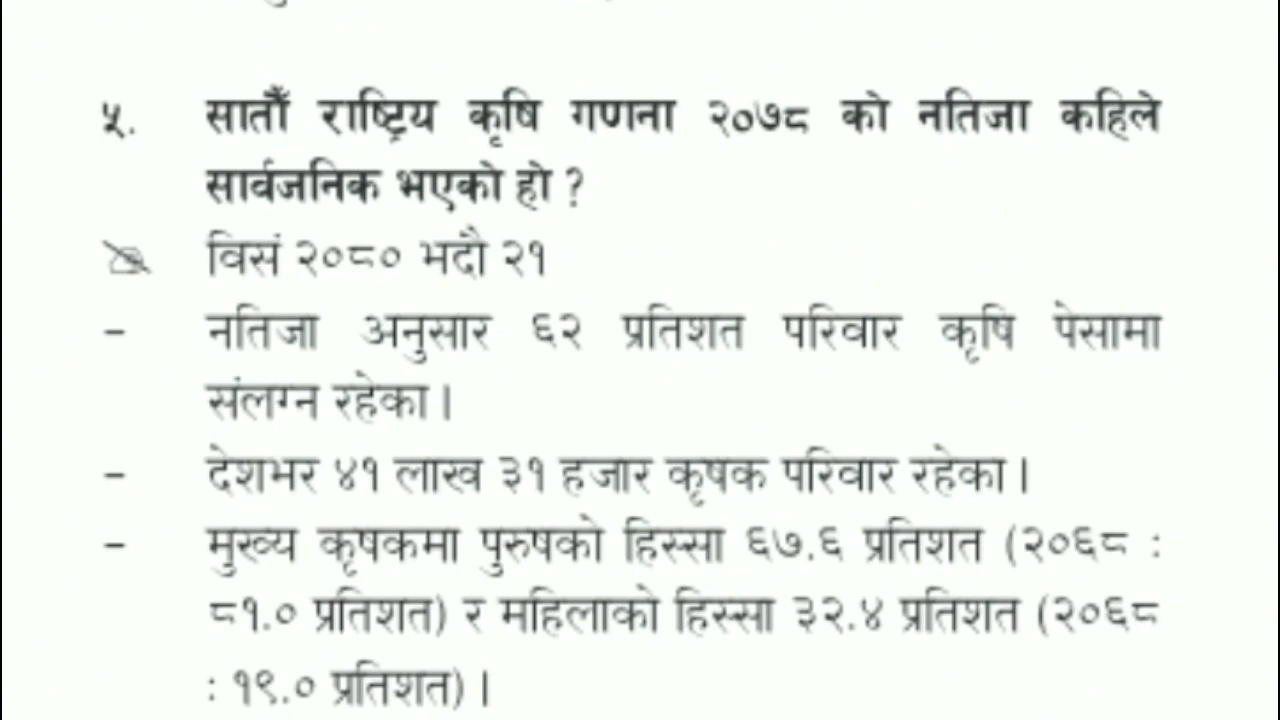 ५. सातौँ राष्ट्रिय कृषि गणना २०७८ को नतिजा कहिले
सार्वजनिक भएको हो ?
विसं २०८० भदौ २१
- नतिजा अनुसार ६२ प्रतिशत परिवार कृषि पेसामा
संलग्न रहेका ।
- देशभर ४१ लाख ३१ हजार कृषक परिवार रहेका ।
- मुख्य कृषकमा पुरुषको हिस्सा ६७.६ प्रतिशत (२०६८ :
८१.० प्रतिशत) र महिलाको हिस्सा ३२.४ प्रतिशत (२०६८
: १९.० प्रतिशत) ।